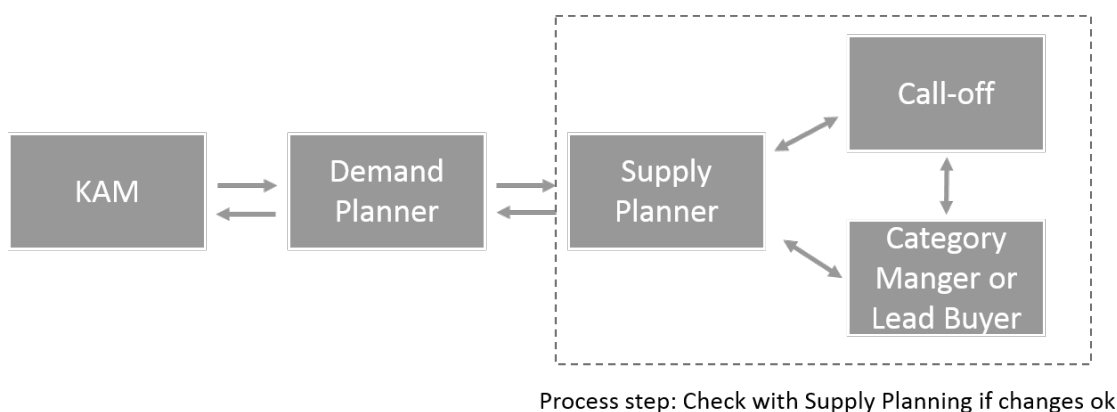 KAM
Demand
Planner
Supply
Planner
Call-off
Category
Manger or
Lead Buyer
Process step: Check with Supply Planning if changes ok